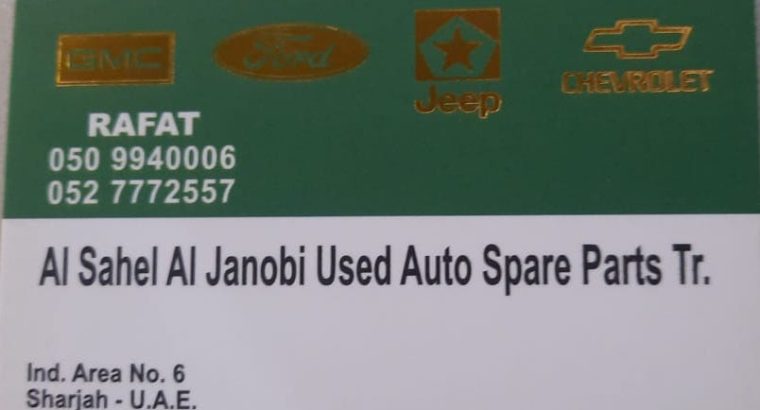 GMC
Ford
Jeep
CHEVROLET
RAFAT
050 9940006
052 7772557
Al Sahel Al Janobi Used Auto Spare Parts Tr.
Ind. Area No. 6
Sharjah - U.A.E.